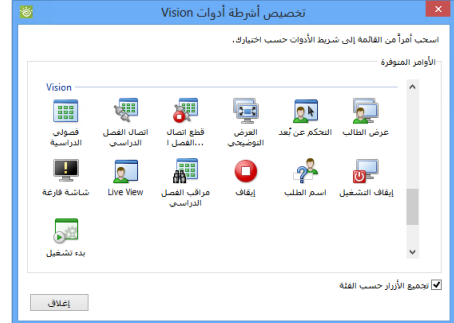 تخصيص أشرطة أدوات Vision
اسحب أمراً من القائمة إلى شريط الأدوات حسب اختيارك.
الأوامر المتوفرة
Vision
عرض الطالب
التحكم عن بُعد
العرض
التوضيحي
قطع اتصال
الفصل ا...
اتصال الفصل
الدراسي
فصولي
الدراسية
إيقاف التشغيل
اسم الطلب
إيقاف
مراقب الفصل
الدراسي
Live View
شاشة فارغة
بدء تشغيل
تجميع الأزرار حسب الفئة
إغلاق